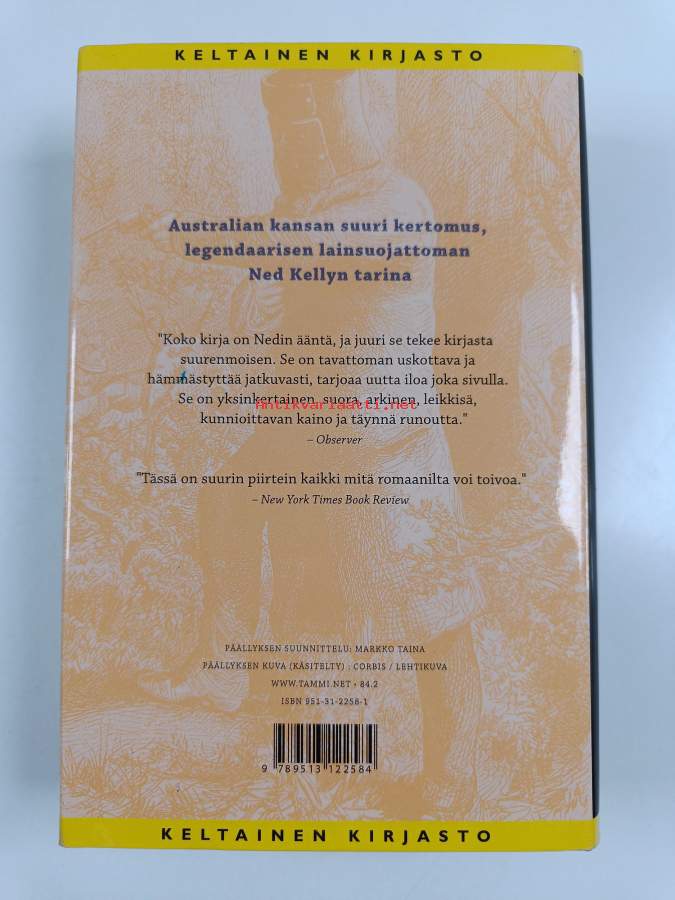 KELTAINEN KIRJASTO
Australian kansan suuri kertomus,
legendaarisen lainsuojattoman
Ned Kellyn tarina
"Koko kirja on Nedin ääntä, ja juuri se tekee kirjasta
suurenmoisen. Se on tavattoman uskottava ja
hämmästyttää jatkuvasti, tarjoaa uutta iloa joka sivulla.
Se on yksinkertainen, suora, arkinen, leikkisä,
Antikvariaatti.net
kunnioittavan kaino ja täynnä runoutta."
– Observer
"Tässä on suurin piirtein kaikki mitä romaanilta voi toivoa."
– New York Times Book Review
PÄÄLLYKSEN SUUNNITTELU: MARKKO TAINA
PÄÄLLYKSEN KUVA (KÄSITELTY) : CORBIS / LEHTIKUVA
WWW.TAMMI.NET • 84.2
ISBN 951-31-2258-1
9 789513 122584
KELTAINEN KIRJASTO